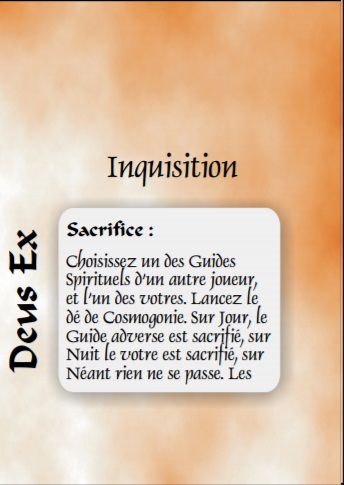 Inquisition
Deus Ex
Sacrifice :
Choisissez un des Guides
Spirituels d'un autre joueur,
et l'un des votres. Lancez le
dé de Cosmogonie. Sur Jour, le
Guide adverse est sacrifié, sur
Nuit le votre est sacrifié, sur
Néant rien ne se passe. Les